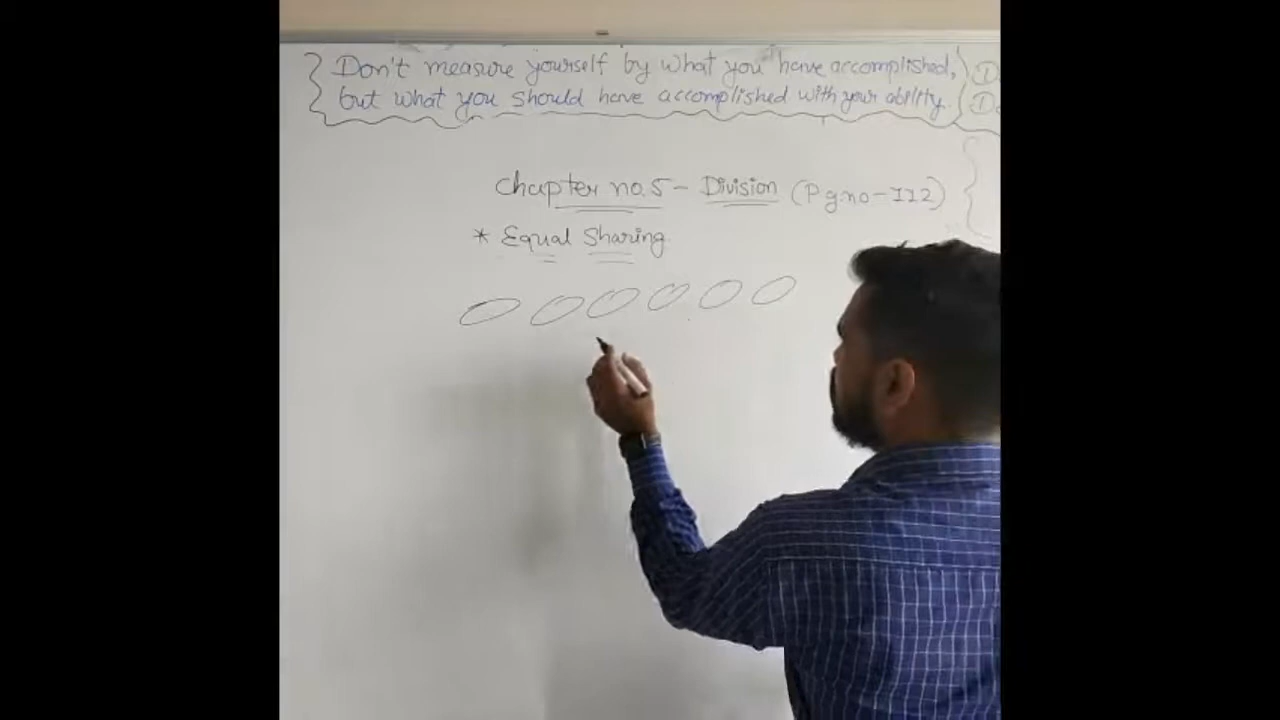 Don't measure yourself by what you have accomplished,
but what you should have accomplished with your ability.
Chapter no.5 - Division (Pg.no-112)
* Equal Sharing